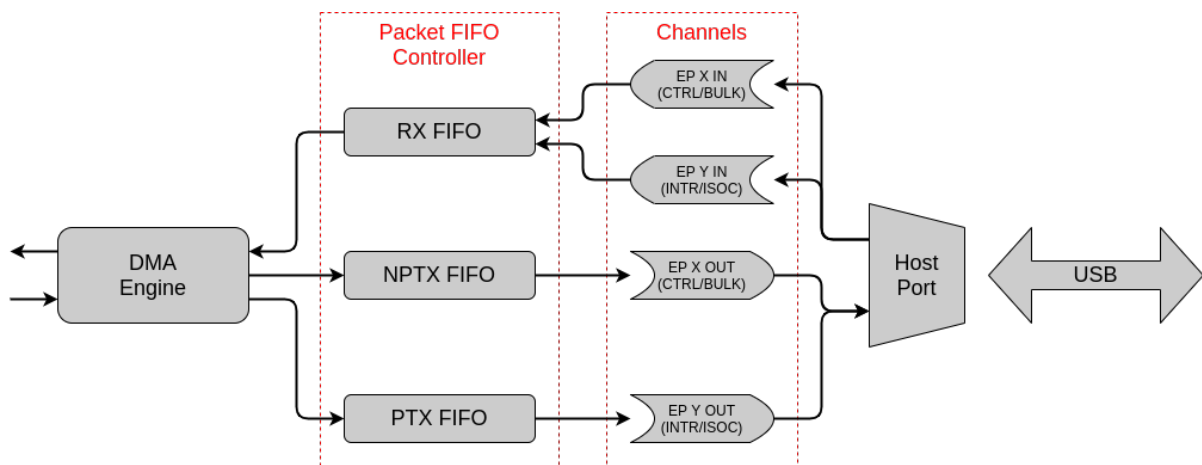 Packet FIFO
Controller
Channels
EP X IN
(CTRL/BULK)
RX FIFO
EP Y IN
(INTR/ISOC)
DMA
Engine
NPTX FIFO
EP X OUT
(CTRL/BULK)
Host
Port
USB
PTX FIFO
EP Y OUT
(INTR/ISOC)